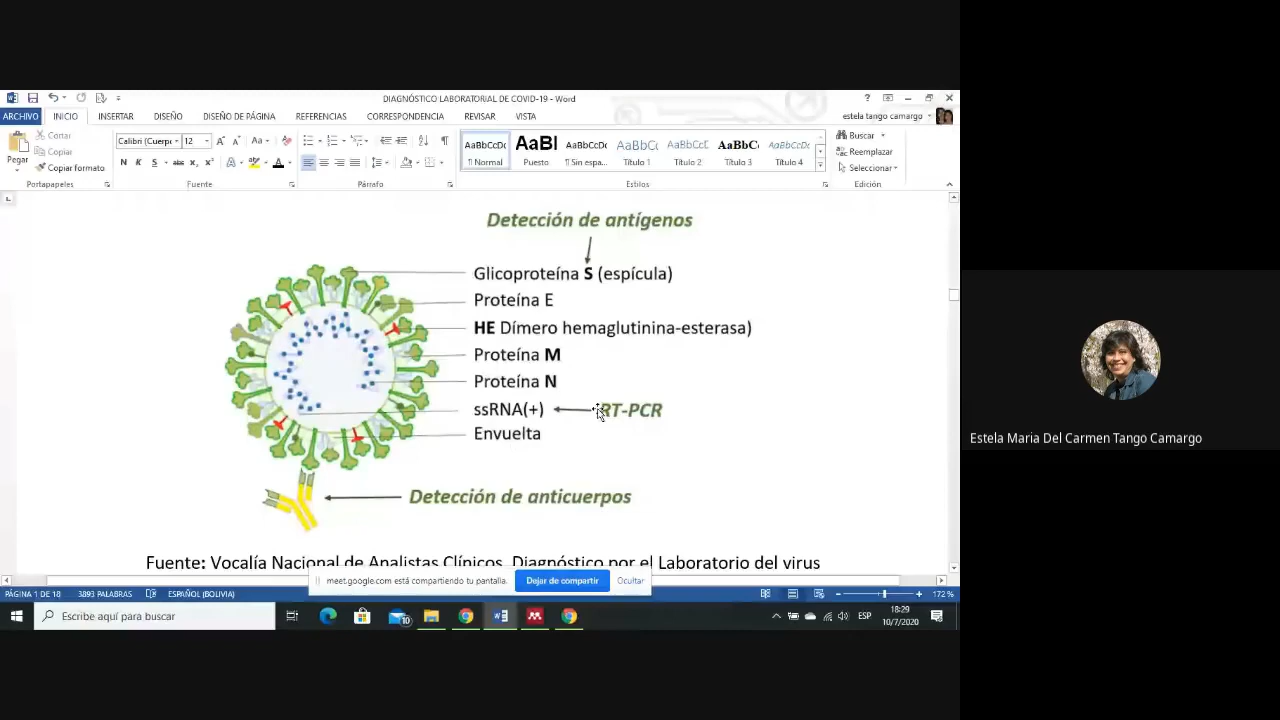 DIAGNÓSTICO LABORATORIAL DE COVID-19 - Word
ARCHIVO INICIO INSERTAR DISEÑO DISEÑO DE PÁGINA REFERENCIAS CORRESPONDENCIA REVISAR VISTA estela tango camargo
Pegar
Cortar
Copiar
Copiar formato
Calibri (Cuerp 12
N K S abc x₂ x²
AaBbCcDc AaBl AaBbCcDc AaBbCc AaBbCcC AaBbC AaBbCcDc
¶ Normal Puesto ¶ Sin espa... Título 1 Título 2 Título 3 Título 4
Buscar
Reemplazar
Seleccionar
Portapapeles Fuente Párrafo Estilos Edición
Detección de antígenos
Glicoproteína S (espícula)
Proteína E
HE Dímero hemaglutinina-esterasa)
Proteína M
Proteína N
ssRNA(+) RT-PCR
Envuelta
Detección de anticuerpos
Fuente: Vocalía Nacional de Analistas Clínicos. Diagnóstico por el Laboratorio del virus
meet.google.com está compartiendo tu pantalla. Dejar de compartir Ocultar
PÁGINA 1 DE 18 3893 PALABRAS ESPAÑOL (BOLIVIA) 172 %
Escribe aquí para buscar
10
ESP
18:29
10/7/2020
Estela Maria Del Carmen Tango Camargo